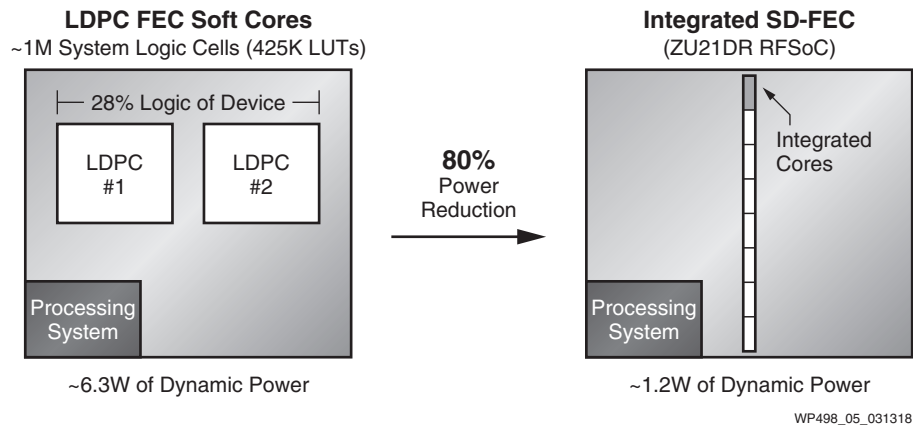 LDPC FEC Soft Cores
~1M System Logic Cells (425K LUTs)
28% Logic of Device
LDPC
#1
LDPC
#2
Processing
System
~6.3W of Dynamic Power
80%
Power
Reduction
Integrated SD-FEC
(ZU21DR RFSoC)
Integrated
Cores
Processing
System
~1.2W of Dynamic Power
WP498_05_031318